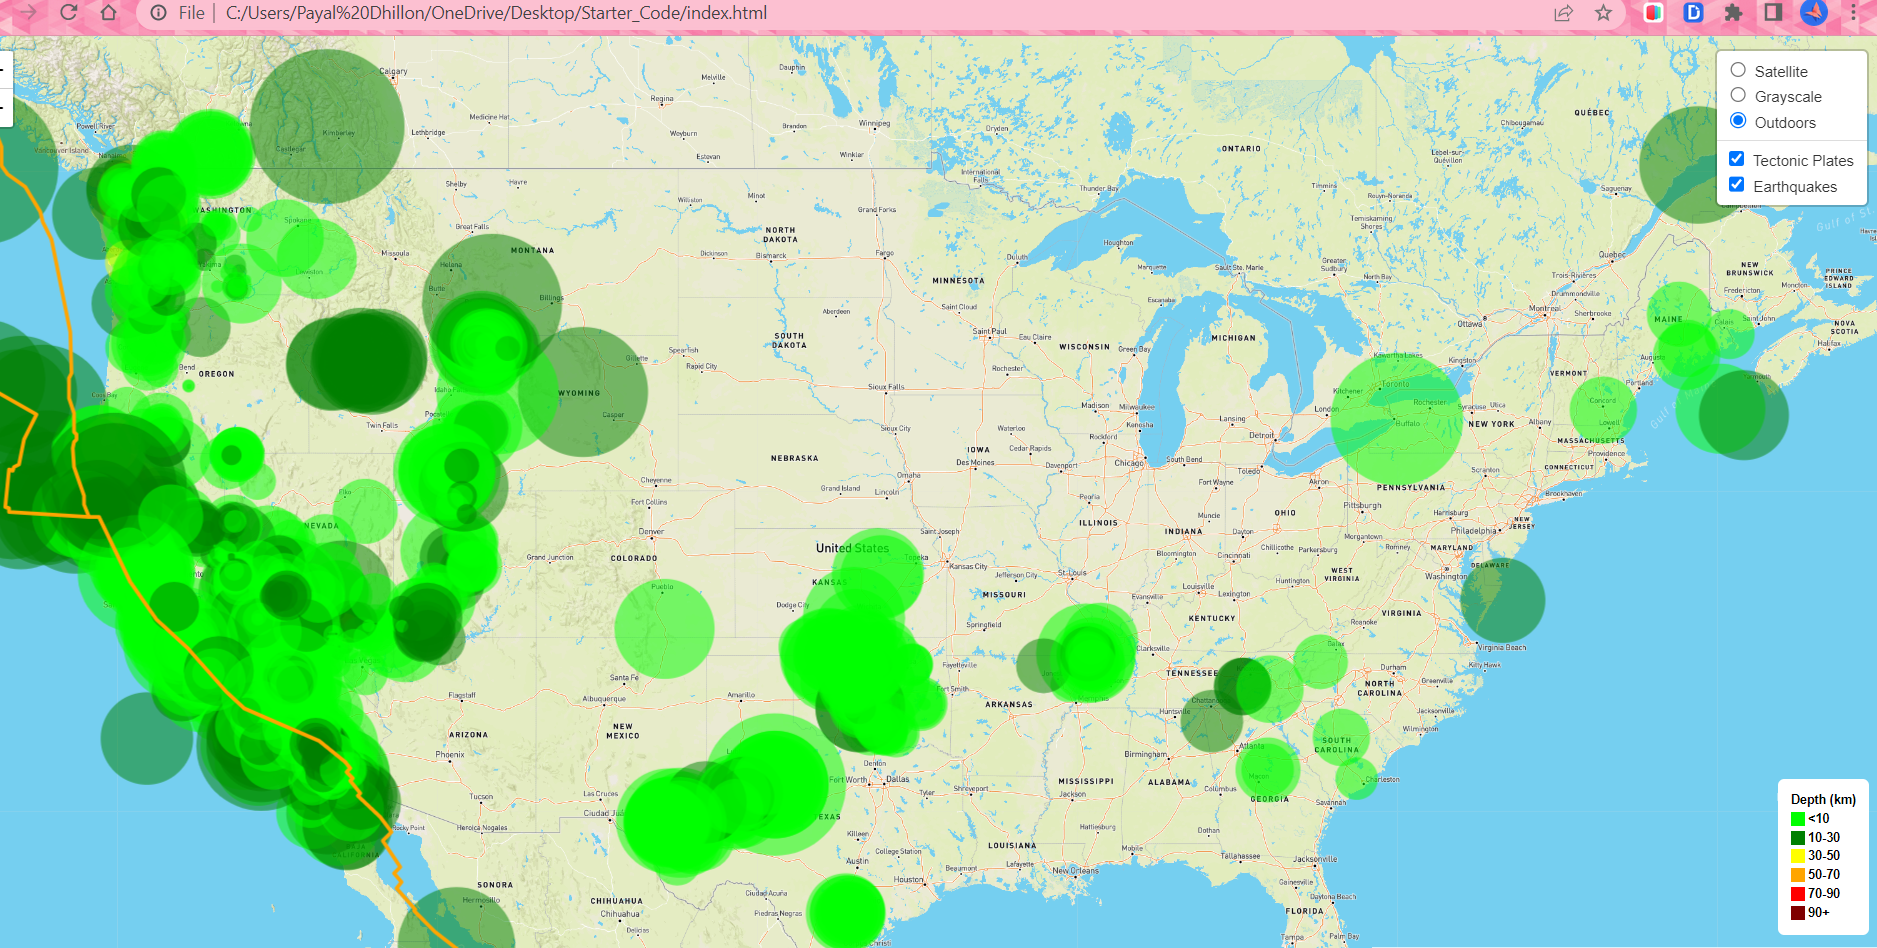 File | C:/Users/Payal%20Dhillon/OneDrive/Desktop/Starter_Code/index.html
Satellite
Grayscale
Outdoors
Tectonic Plates
Earthquakes
Calgary
Dauphin
Melville
Regina
Medicine Hat
Brandon
Winnipeg
Dryden
QUÉBEC
Chibougamau
Powell River
Kimberley
Lethbridge
Weyburn
Estevan
Winkler
ONTARIO
Lebel-sur-
Quévillon
Vancouver Island
Castlegar
International
Falls
Thunder Bay
Timmins
Rouyn-Noranda
Saguenay
Shelby
Havre
Williston
Minot
Grand Forks
WASHINGTON
Spokane
Great Falls
NORTH
DAKOTA
Temiskaming
Shores
Gulf of St
Missoula
MONTANA
Dickinson
Bismarck
Fargo
Duluth
Houghton
Marquette
Sault Ste. Marie
Greater
Sudbury
North Bay
Quebec
Lewiston
Helena
Butte
Billings
MINNESOTA
Trois-Rivières
Drummondville
NEW
BRUNSWICK
Fredericton
Moncton
PRINCE
EDWARD
ISLAND
Aberdeen
Saint Cloud
Escanaba
Ottawa
Montreal
Sherbrooke
MAINE
Calais
Saint John
NOVA
SCOTIA
Halifax
SOUTH
DAKOTA
Saint Paul
Eau Claire
WISCONSIN
Green Bay
MICHIGAN
Kawartha Lakes
Kingston
Augusta
Bend
OREGON
Gillette
Spearfish
Rapid City
Rochester
Kitchener
Toronto
VERMONT
Portland
Yarmouth
Coos Bay
Idaho Fa
WYOMING
Casper
Sioux Falls
Madison
Milwaukee
London
Rochester
Syracuse
Utica
Concord
Twin Falls
Sioux City
Waterloo
Rockford
Kenosha
Lansing
Detroit
Buffalo
NEW YORK
Albany
Lowell
MASSACHUSETTS
Providence
NEBRASKA
IOWA
Cedar Rapids
Des Moines
Davenport
Chicago
South Bend
Toledo
Scranton
CONNECTICUT
Elko
Cheyenne
Omaha
Grand Island
Lincoln
Fort Wayne
Akron
PENNSYLVANIA
Brookhaven
NEVADA
Fort Collins
Denver
Peoria
ILLINOIS
Muncie
INDIANA
OHIO
Dayton
Pittsburgh
Harrisburg
NEW
JERSEY
Philadelphia
Grand Junction
COLORADO
United States
Saint Joseph
Topeka
Kansas City
Bloomington
Cincinnati
Chillicothe
Parkersburg
Morgantown
Romney
MARYLAND
DELAWARE
KANSAS
Jefferson City
St. Louis
Washington
Pueblo
Dodge City
MISSOURI
Evansville
Louisville
Lexington
Huntington
WEST
VIRGINIA
Springfield
KENTUCKY
VIRGINIA
Roanoke
Las Vegas
Clarksville
Galax
Virginia Beach
Santa Fe
Fayetteville
TENNESSEE
Durham
Kitty Hawk
Flagstaff
Albuquerque
Amarillo
Fort Smith
ARKANSAS
Memphis
Chattanooga
Huntsville
NORTH
CAROLINA
Greenville
Jacksonville
ARIZONA
NEW
MEXICO
Phoenix
Wilmington
Birmingham
Atlanta
SOUTH
CAROLINA
Denton
Fort Worth
Dallas
MISSISSIPPI
ALABAMA
Macon
Charleston
Tucson
Las Cruces
Ciudad Juá
Tyler
Shreveport
Jackson
Columbus
GEORGIA
Savannah
Rocky Point
Heroica Nogales
EXAS
Killeen
Hattiesburg
Dothan
BAJA
CALIFORNIA
College Station
LOUISIANA
Mobile
Tallahassee
Jacksonville
Austin
Beaumont
Lafayette
New Orleans
SONORA
Houston
Gainesville
Daytona Beach
Hermosillo
CHIHUAHUA
Chihuahua
Ciudad Acuña
Piedras Negras
FLORIDA
Delicias
Christi
Tampa
Palm Bay
Depth (km)
<10
10-30
30-50
50-70
70-90
90+